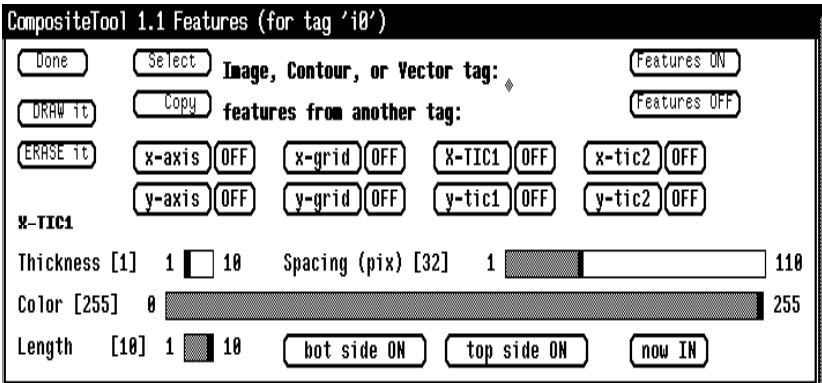 CompositeTool 1.1 Features (for tag 'i0')
Done Select Image, Contour, or Vector tag: Features ON
DRAW it Copy features from another tag: Features OFF
ERASE it x-axis OFF x-grid OFF X-TIC1 OFF x-tic2 OFF
y-axis OFF y-grid OFF y-tic1 OFF y-tic2 OFF
X-TIC1
Thickness [1] 1 10 Spacing (pix) [32] 1 110
Color [255] 0 255
Length [10] 1 10 bot side ON top side ON now IN